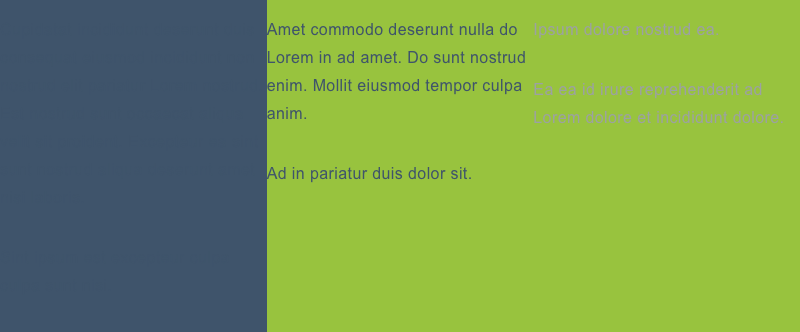 Amet commodo deserunt nulla do
Lorem in ad amet. Do sunt nostrud
enim. Mollit eiusmod tempor culpa
anim.
Ad in pariatur duis dolor sit.
Ipsum dolore nostrud ea.
Ea ea id irure reprehenderit ad
Lorem dolore et incididunt dolore.